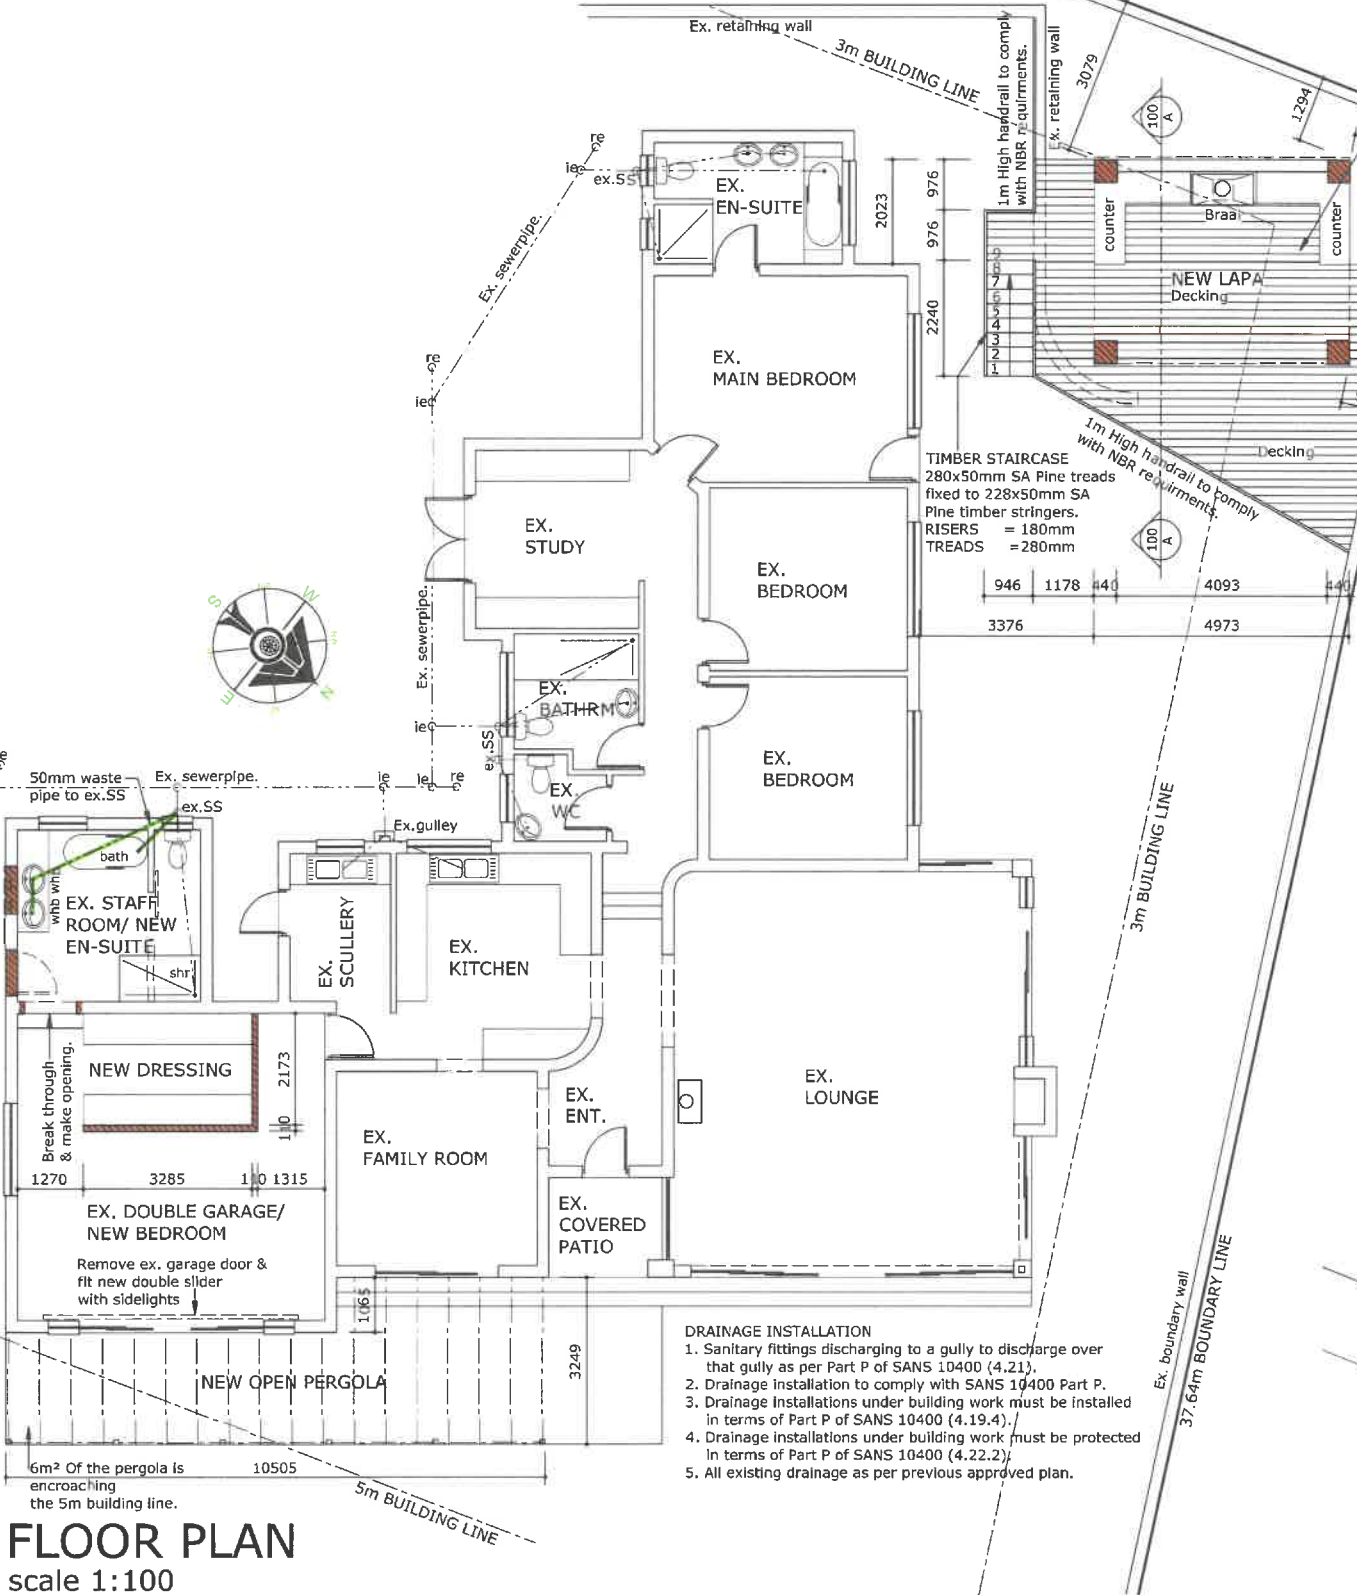 Ex. retaining wall
3m BUILDING LINE
1m High handrail to comply
with NBR requirments.
Ex. retaining wall
3079
1294
100
A
re
ie
ex.SS
EX.
EN-SUITE
2023
976
976
2240
counter
Braai
counter
NEW LAPA
Decking
9
8
7
6
5
4
3
2
1
Ex. sewerpipe.
re
ie
EX.
MAIN BEDROOM
1m High handrail to comply
with NBR requirments.
Decking
TIMBER STAIRCASE
280x50mm SA Pine treads
fixed to 228x50mm SA
Pine timber stringers.
RISERS = 180mm
TREADS =280mm
100
A
946 1178 440 4093 440
3376 4973
EX.
STUDY
EX.
BEDROOM
S
W
N
E
Ex. sewerpipe.
ie
EX.
BATHRM
ex.SS
EX.
WC
EX.
BEDROOM
50mm waste
pipe to ex.SS
Ex. sewerpipe.
ie ie re
ex.SS
Ex.gulley
bath
whb whb
EX. STAFF
ROOM/ NEW
EN-SUITE
shr
EX.
SCULLERY
EX.
KITCHEN
3m BUILDING LINE
Break through
& make opening.
NEW DRESSING
2173
110
EX.
FAMILY ROOM
EX.
ENT.
EX.
LOUNGE
1270 3285 110 1315
EX. DOUBLE GARAGE/
NEW BEDROOM
Remove ex. garage door &
fit new double slider
with sidelights
EX.
COVERED
PATIO
1065
3249
NEW OPEN PERGOLA
6m² Of the pergola is
encroaching
the 5m building line.
10505
5m BUILDING LINE
DRAINAGE INSTALLATION
1. Sanitary fittings discharging to a gully to discharge over
that gully as per Part P of SANS 10400 (4.21).
2. Drainage installation to comply with SANS 10400 Part P.
3. Drainage installations under building work must be installed
in terms of Part P of SANS 10400 (4.19.4).
4. Drainage installations under building work must be protected
in terms of Part P of SANS 10400 (4.22.2).
5. All existing drainage as per previous approved plan.
Ex. boundary wall
37.64m BOUNDARY LINE
FLOOR PLAN
scale 1:100